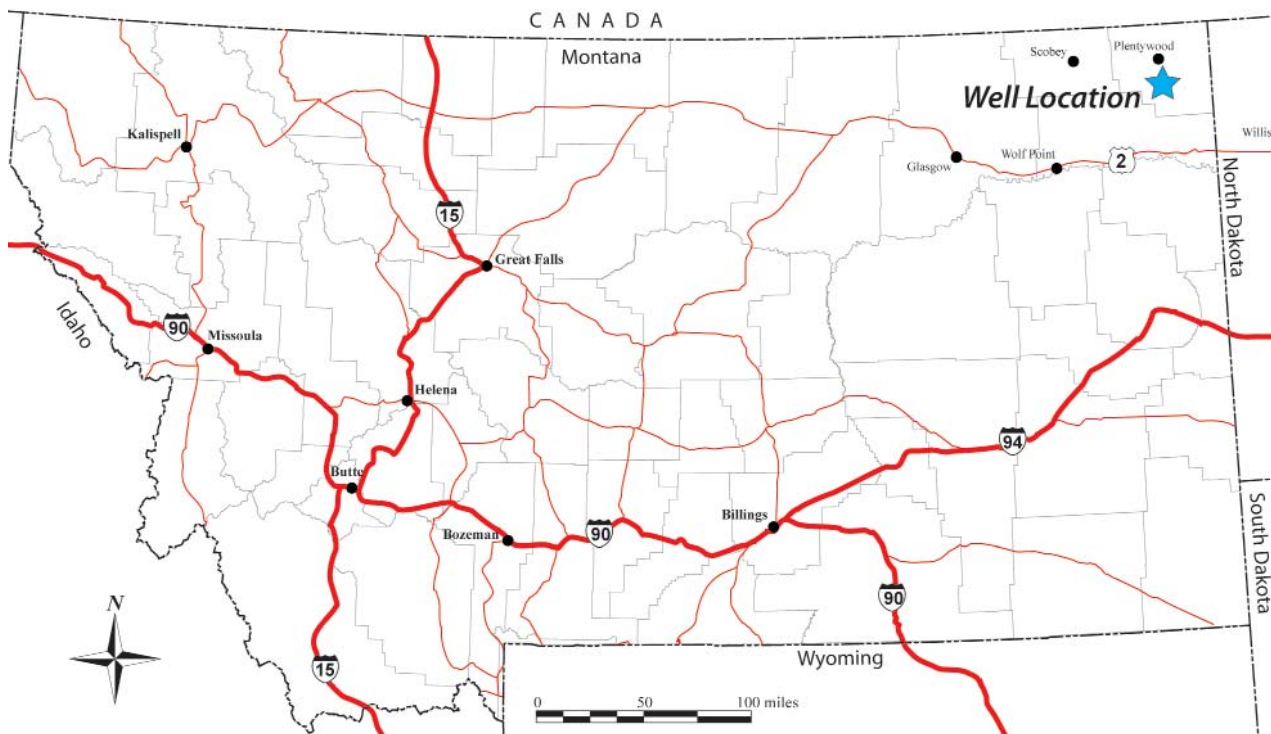 CANADA
Montana
Scobey
Plentywood
Well Location
Kalispell
Glasgow
Wolf Point
2
Willis
North Dakota
15
Great Falls
Idaho
90
Missoula
Helena
94
Butte
Billings
Bozeman
90
South Dakota
90
N
Wyoming
15
0 50 100 miles